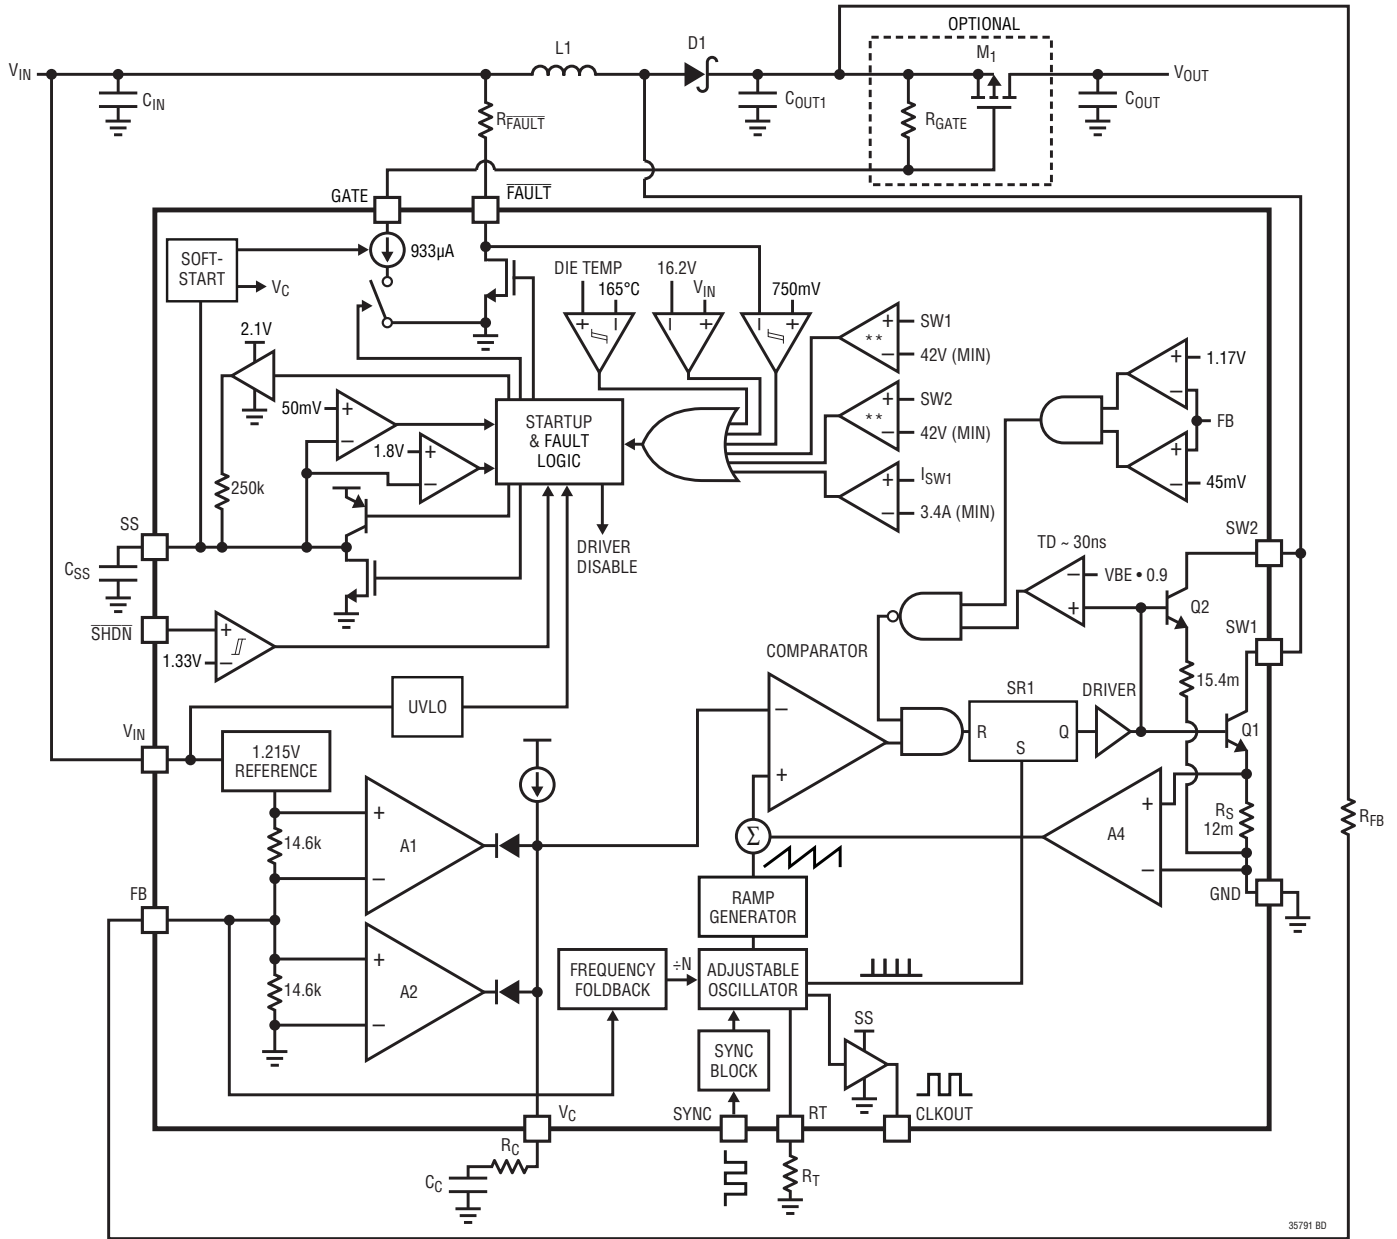 OPTIONAL
L1
D1
M1
VIN
VOUT
CIN
RFAULT
COUT1
RGATE
COUT
GATE
FAULT
SOFT-
START
933µA
VC
DIE TEMP
165°C
16.2V
VIN
750mV
SW1
**
42V (MIN)
SW2
**
42V (MIN)
ISW1
3.4A (MIN)
1.17V
FB
45mV
2.1V
50mV
1.8V
STARTUP
& FAULT
LOGIC
250k
SS
CSS
DRIVER
DISABLE
TD ~ 30ns
VBE • 0.9
SW2
Q2
SW1
SHDN
1.33V
COMPARATOR
15.4m
UVLO
SR1
DRIVER
R
Q
S
Q1
VIN
1.215V
REFERENCE
A1
14.6k
Σ
A4
RS
12m
RFB
FB
GND
RAMP
GENERATOR
A2
14.6k
FREQUENCY
FOLDBACK
÷N
ADJUSTABLE
OSCILLATOR
SS
SYNC
BLOCK
VC
SYNC
RT
CLKOUT
RC
CC
RT
35791 BD